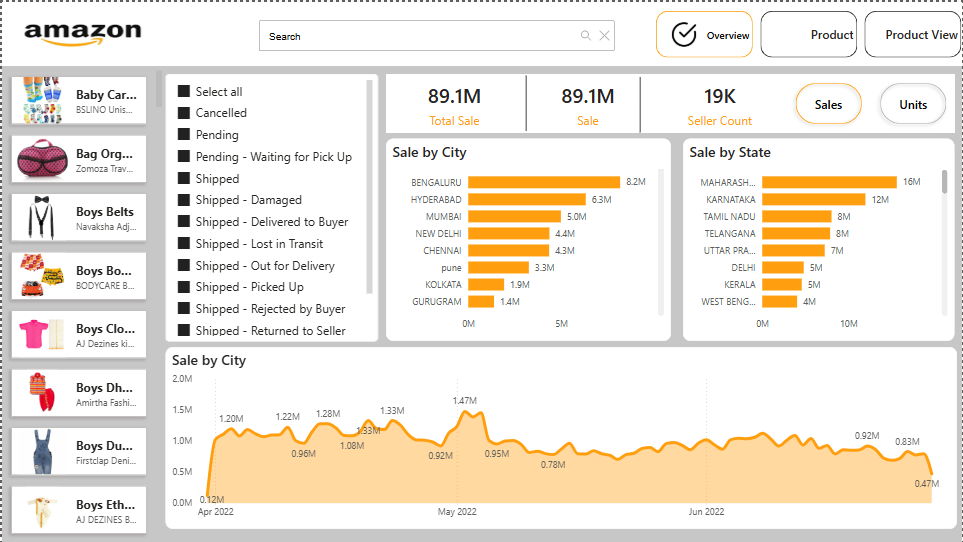 amazon
Search
Overview
Product
Product View
Baby Car...
BSLINO Unis...
Bag Org...
Zomoza Trav...
Boys Belts
Navaksha Adj...
Boys Bo...
BODYCARE B...
Boys Clo...
AJ Dezines ki...
Boys Dh...
Amirtha Fashi...
Boys Du...
Firstclap Deni...
Boys Eth...
AJ DEZINES B...
Select all
Cancelled
Pending
Pending - Waiting for Pick Up
Shipped
Shipped - Damaged
Shipped - Delivered to Buyer
Shipped - Lost in Transit
Shipped - Out for Delivery
Shipped - Picked Up
Shipped - Rejected by Buyer
Shipped - Returned to Seller
89.1M
Total Sale
89.1M
Sale
19K
Seller Count
Sales
Units
Sale by City
BENGALURU 8.2M
HYDERABAD 6.3M
MUMBAI 5.0M
NEW DELHI 4.4M
CHENNAI 4.3M
pune 3.3M
KOLKATA 1.9M
GURUGRAM 1.4M
0M 5M
Sale by State
MAHARASH... 16M
KARNATAKA 12M
TAMIL NADU 8M
TELANGANA 8M
UTTAR PRA... 7M
DELHI 5M
KERALA 5M
WEST BENG... 4M
0M 10M
Sale by City
2.0M
1.5M
1.0M
0.5M
0.0M
0.12M
1.20M
1.22M
0.96M
1.28M
1.08M
1.33M
1.33M
0.92M
1.47M
0.95M
0.78M
0.92M
0.83M
0.47M
Apr 2022 May 2022 Jun 2022